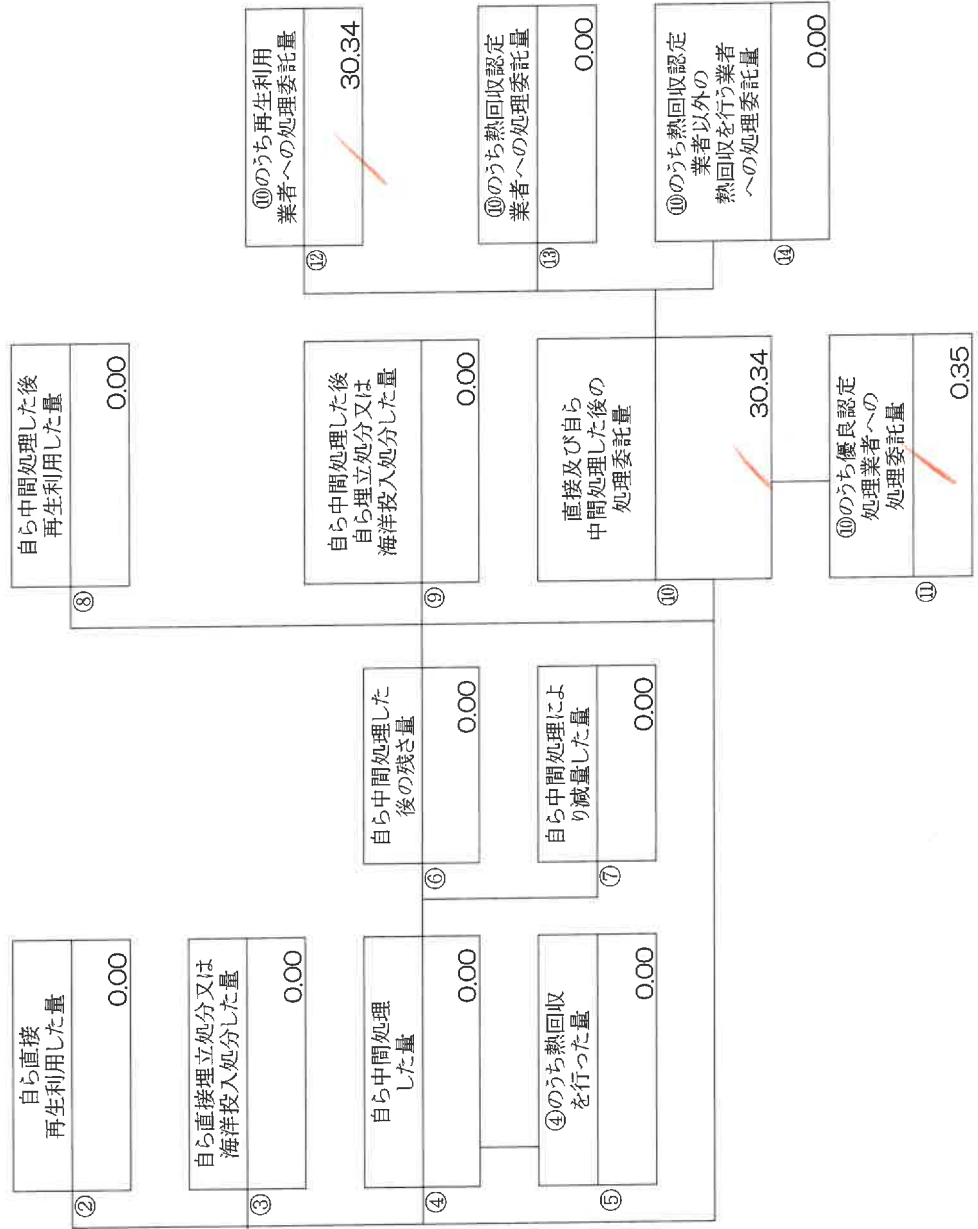 ②
自ら直接
再生利用した量
0.00
③
自ら直接埋立処分又は
海洋投入処分した量
0.00
④
自ら中間処理
した量
0.00
⑤
④のうち熱回収
を行った量
0.00
⑥
自ら中間処理した
後の残さ量
0.00
⑦
自ら中間処理によ
り減量した量
0.00
⑧
自ら中間処理した後
再生利用した量
0.00
⑨
自ら中間処理した後
自ら埋立処分又は
海洋投入処分した量
0.00
⑩
直接及び自ら
中間処理した後の
処理委託量
30.34
⑪
⑩のうち優良認定
処理業者への
処理委託量
0.35
⑫
⑩のうち再生利用
業者への処理委託量
30.34
⑬
⑩のうち熱回収認定
業者への処理委託量
0.00
⑭
⑩のうち熱回収認定
業者以外の
熱回収を行う業者
への処理委託量
0.00